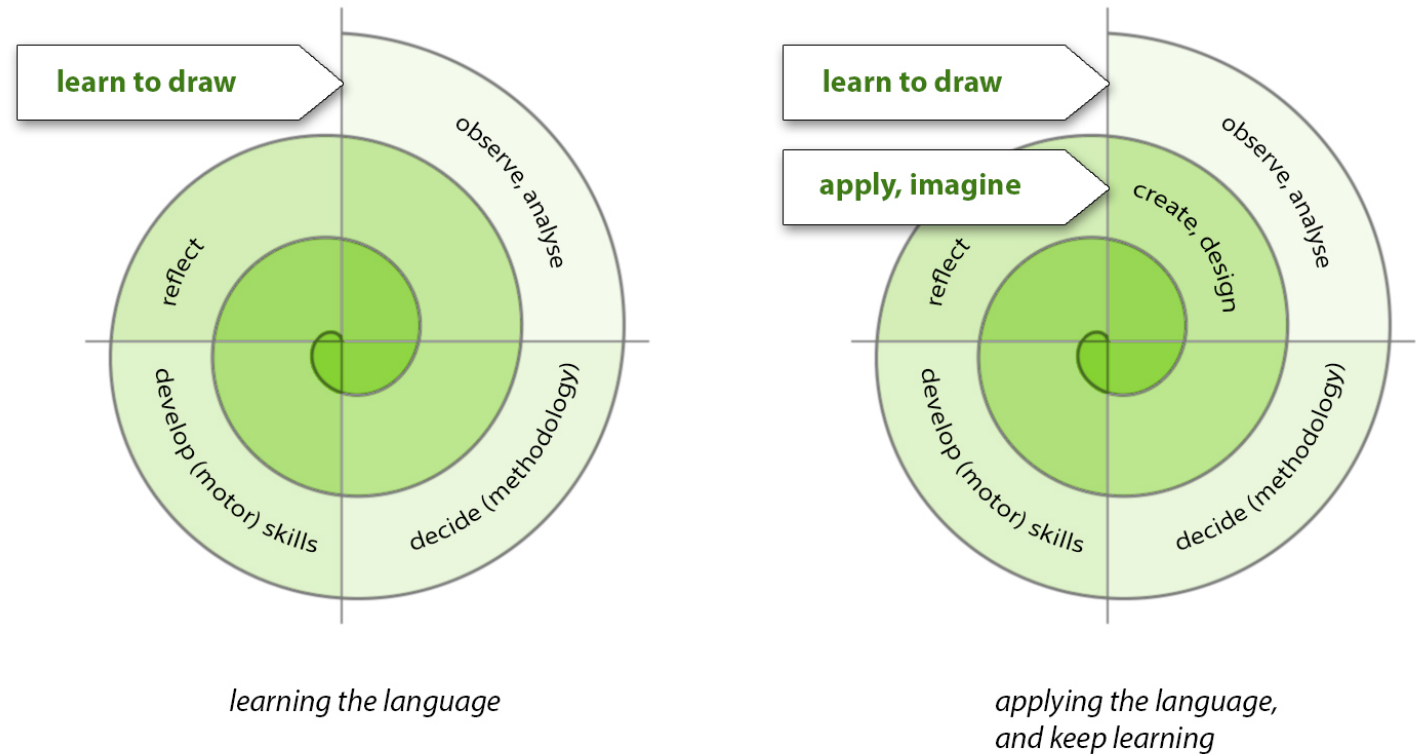 learn to draw
observe, analyse
decide (methodology)
develop (motor) skills
reflect
learning the language
learn to draw
apply, imagine
observe, analyse
create, design
decide (methodology)
develop (motor) skills
reflect
applying the language,
and keep learning